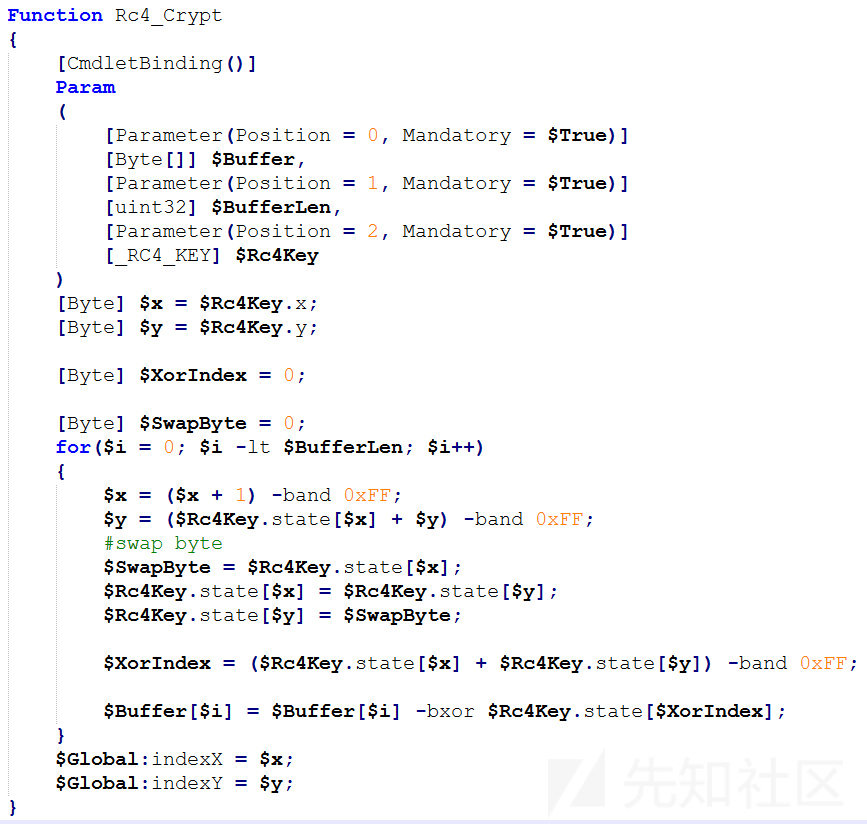 Function Rc4_Crypt
{
    [CmdletBinding()]
    Param
    (
        [Parameter(Position = 0, Mandatory = $True)]
        [Byte[]] $Buffer,
        [Parameter(Position = 1, Mandatory = $True)]
        [uint32] $BufferLen,
        [Parameter(Position = 2, Mandatory = $True)]
        [_RC4_KEY] $Rc4Key
    )
    [Byte] $x = $Rc4Key.x;
    [Byte] $y = $Rc4Key.y;

    [Byte] $XorIndex = 0;

    [Byte] $SwapByte = 0;
    for($i = 0; $i -lt $BufferLen; $i++)
    {
        $x = ($x + 1) -band 0xFF;
        $y = ($Rc4Key.state[$x] + $y) -band 0xFF;
        #swap byte
        $SwapByte = $Rc4Key.state[$x];
        $Rc4Key.state[$x] = $Rc4Key.state[$y];
        $Rc4Key.state[$y] = $SwapByte;

        $XorIndex = ($Rc4Key.state[$x] + $Rc4Key.state[$y]) -band 0xFF;

        $Buffer[$i] = $Buffer[$i] -bxor $Rc4Key.state[$XorIndex];
    }
    $Global:indexX = $x;
    $Global:indexY = $y;
}
先知社区